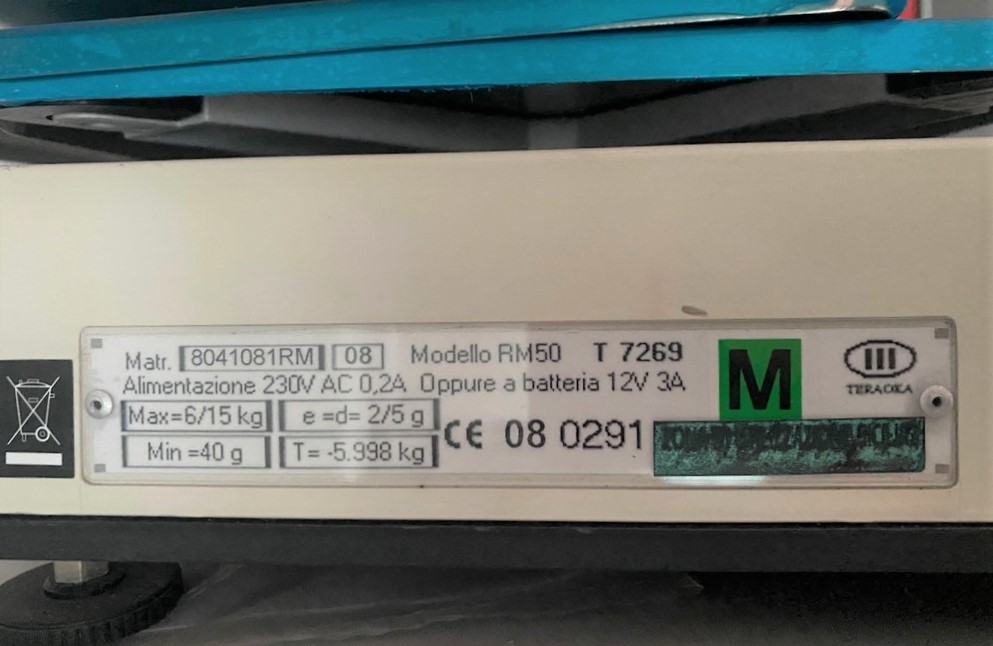 Matr. 8041081RM 08 Modello RM50 T 7269
Alimentazione 230V AC 0,2A Oppure a batteria 12V 3A
Max=6/15 kg e =d= 2/5 g
Min =40 g T= -5.998 kg
CE 08 0291
M
TERAOKA